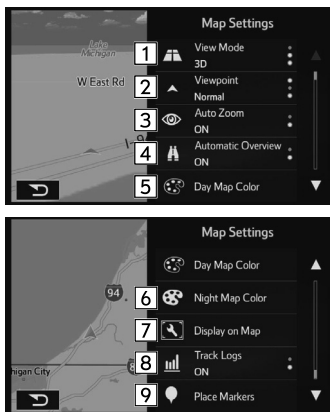 Map Settings
Lake
Michigan
1 View Mode
3D
W East Rd
2 Viewpoint
Normal
3 Auto Zoom
ON
4 Automatic Overview
ON
5 Day Map Color
Map Settings
Day Map Color
94
6 Night Map Color
7 Display on Map
8 Track Logs
ON
higan City
9 Place Markers